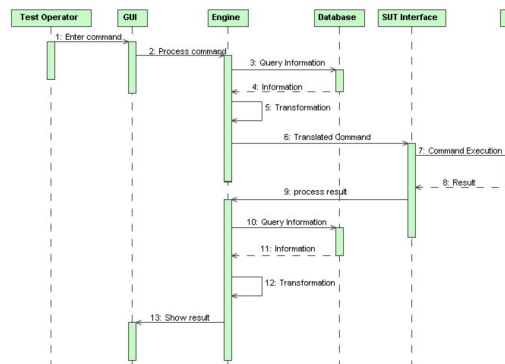 Test Operator
GUI
Engine
Database
SUT Interface
1: Enter command
2: Process command
3: Query Information
4: Information
5: Transformation
6: Translated Command
7: Command Execution
8: Result
9: process result
10: Query Information
11: Information
12: Transformation
13: Show result